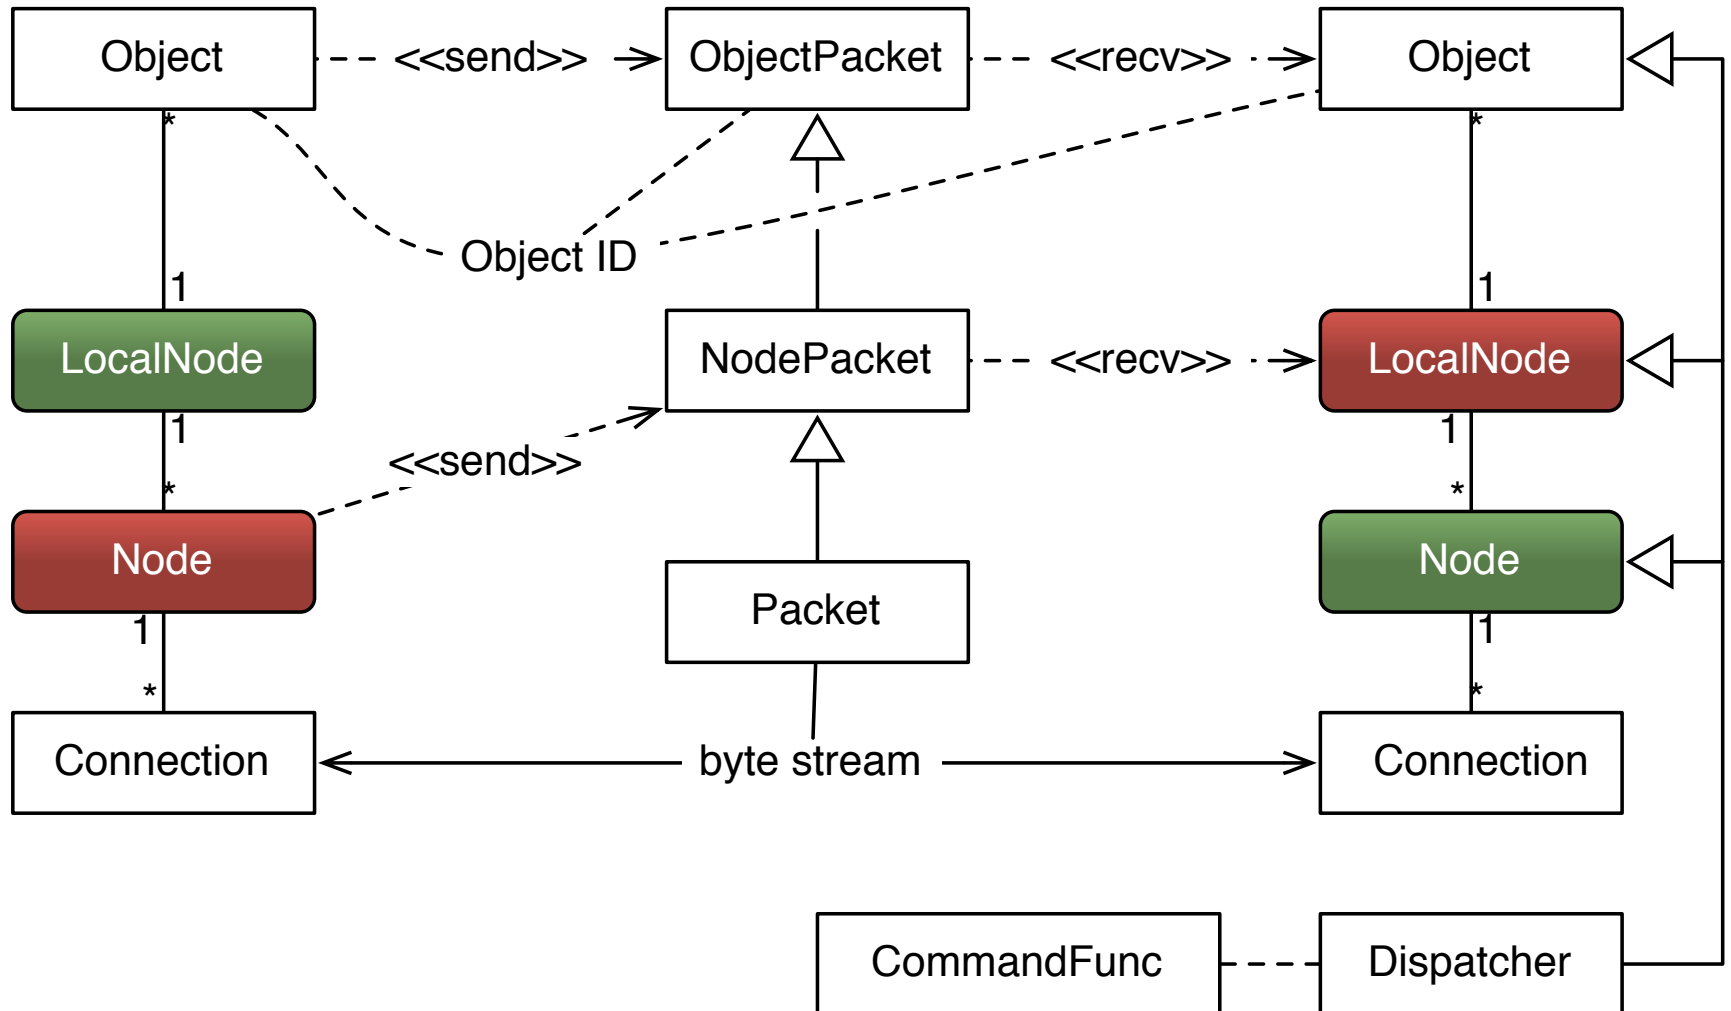 Object <<send>> ObjectPacket <<recv>> Object
* *
Object ID
1 1
LocalNode NodePacket <<recv>> LocalNode
1 1
<<send>>
* *
Node Node
Packet
1 1
* *
Connection byte stream Connection
CommandFunc Dispatcher